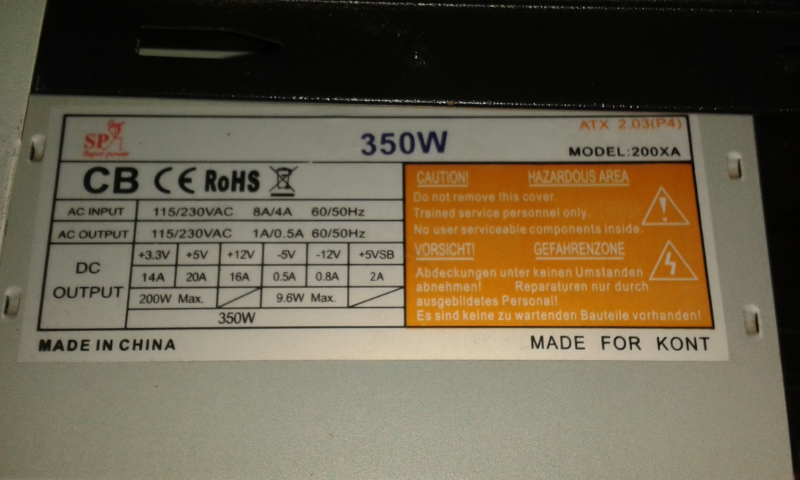 SP
Super power
350W
ATX 2.03(P4)
MODEL:200XA
CB CE RoHS
AC INPUT 115/230VAC 8A/4A 60/50Hz
AC OUTPUT 115/230VAC 1A/0.5A 60/50Hz
DC OUTPUT
+3.3V +5V +12V -5V -12V +5VSB
14A 20A 16A 0.5A 0.8A 2A
200W Max. 9.6W Max.
350W
CAUTION! HAZARDOUS AREA
Do not remove this cover.
Trained service personnel only.
No user serviceable components inside.
VORSICHT! GEFAHRENZONE
Abdeckungen unter keinen Umstanden
abnehmen! Reparaturen nur durch
ausgebildetes Personal!
Es sind keine zu wartenden Bauteile vorhanden!
MADE IN CHINA
MADE FOR KONT